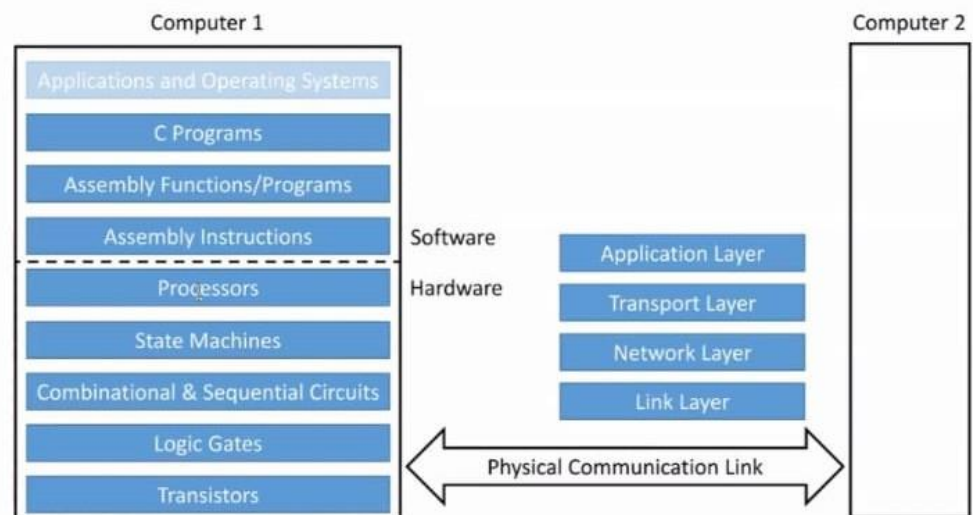 Computer 1
Computer 2
Applications and Operating Systems
C Programs
Assembly Functions/Programs
Assembly Instructions
Software
Processors
Hardware
State Machines
Combinational & Sequential Circuits
Logic Gates
Transistors
Application Layer
Transport Layer
Network Layer
Link Layer
Physical Communication Link